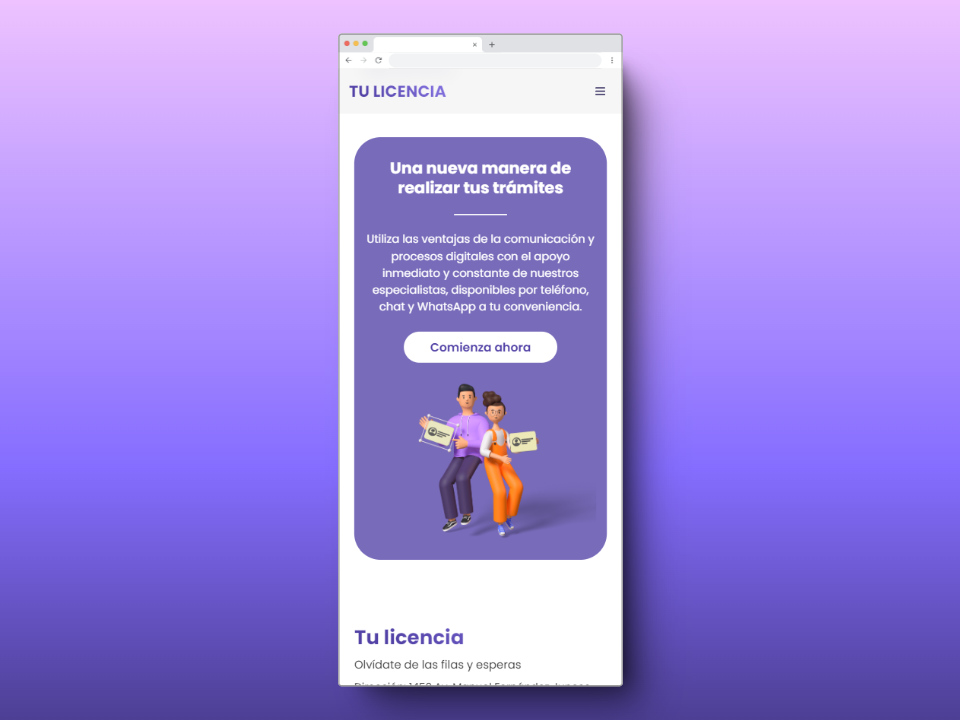 TU LICENCIA
Una nueva manera de
realizar tus trámites
Utiliza las ventajas de la comunicación y
procesos digitales con el apoyo
inmediato y constante de nuestros
especialistas, disponibles por teléfono,
chat y WhatsApp a tu conveniencia.
Comienza ahora
Tu licencia
Olvídate de las filas y esperas